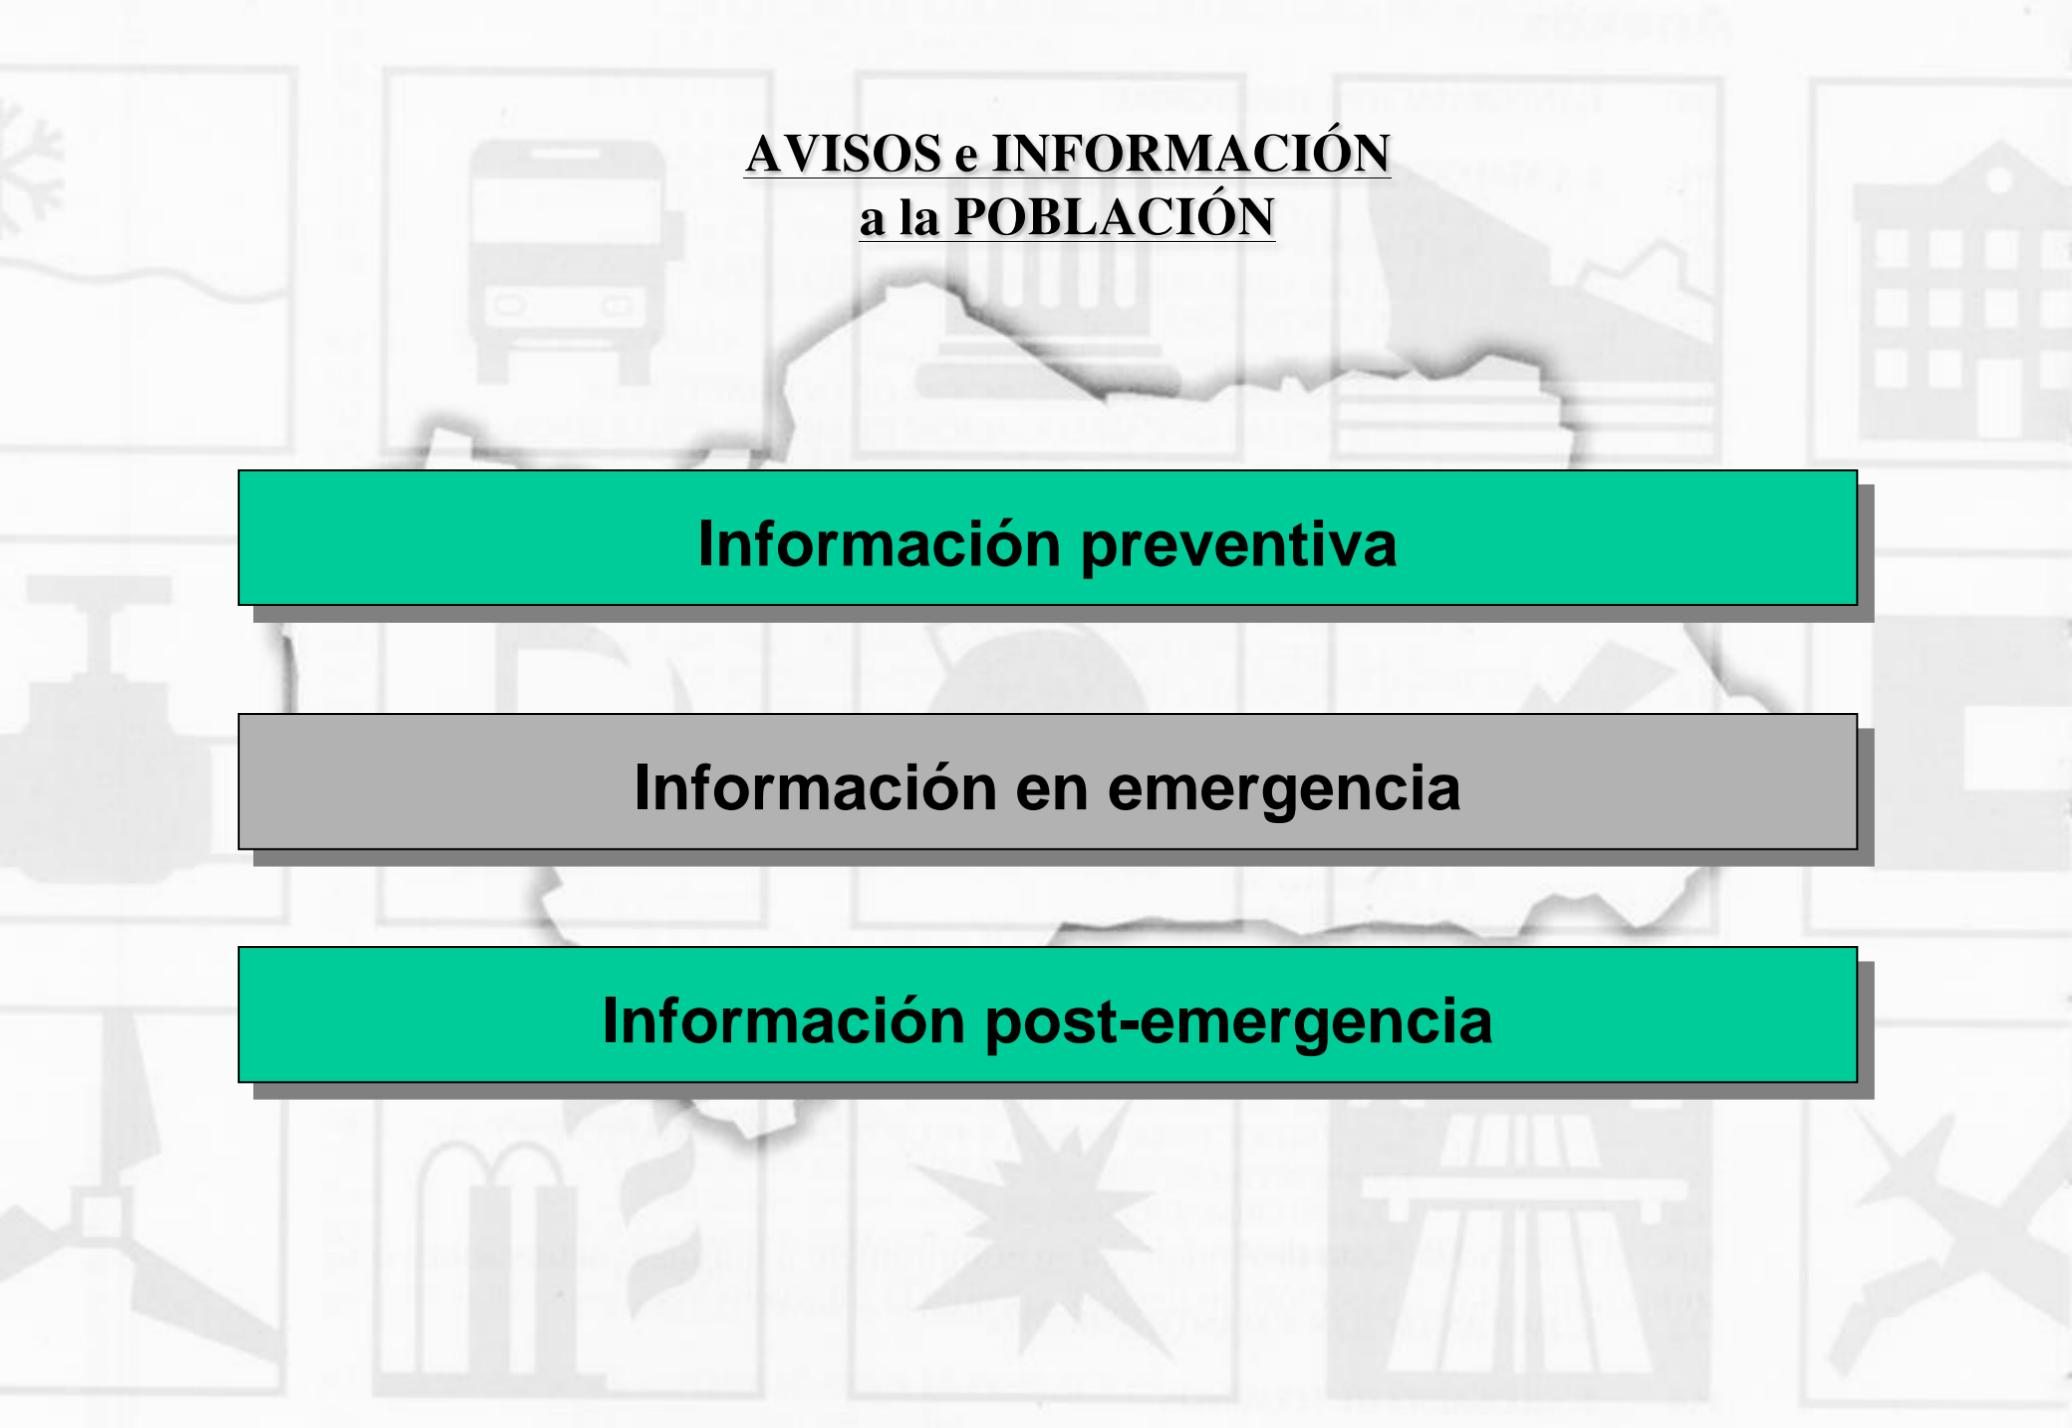 AVISOS e INFORMACIÓN
a la POBLACIÓN
Información preventiva
Información en emergencia
Información post-emergencia